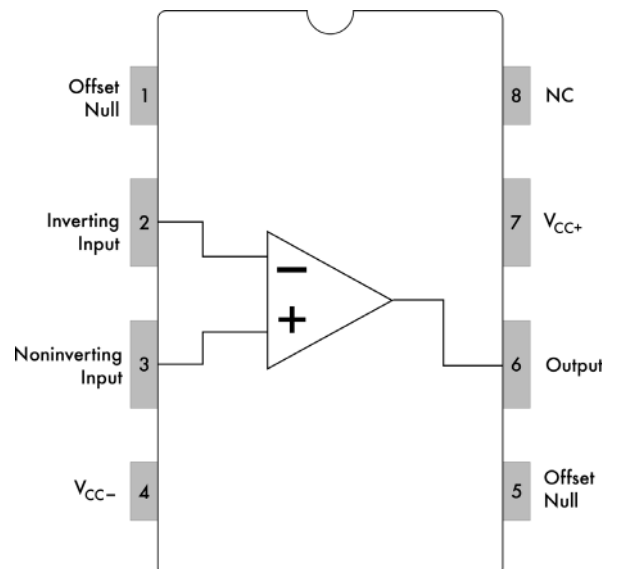 Offset
Null
1
8
NC
Inverting
Input
2
7
VCC+
−
+
Noninverting
Input
3
6
Output
VCC−
4
5
Offset
Null